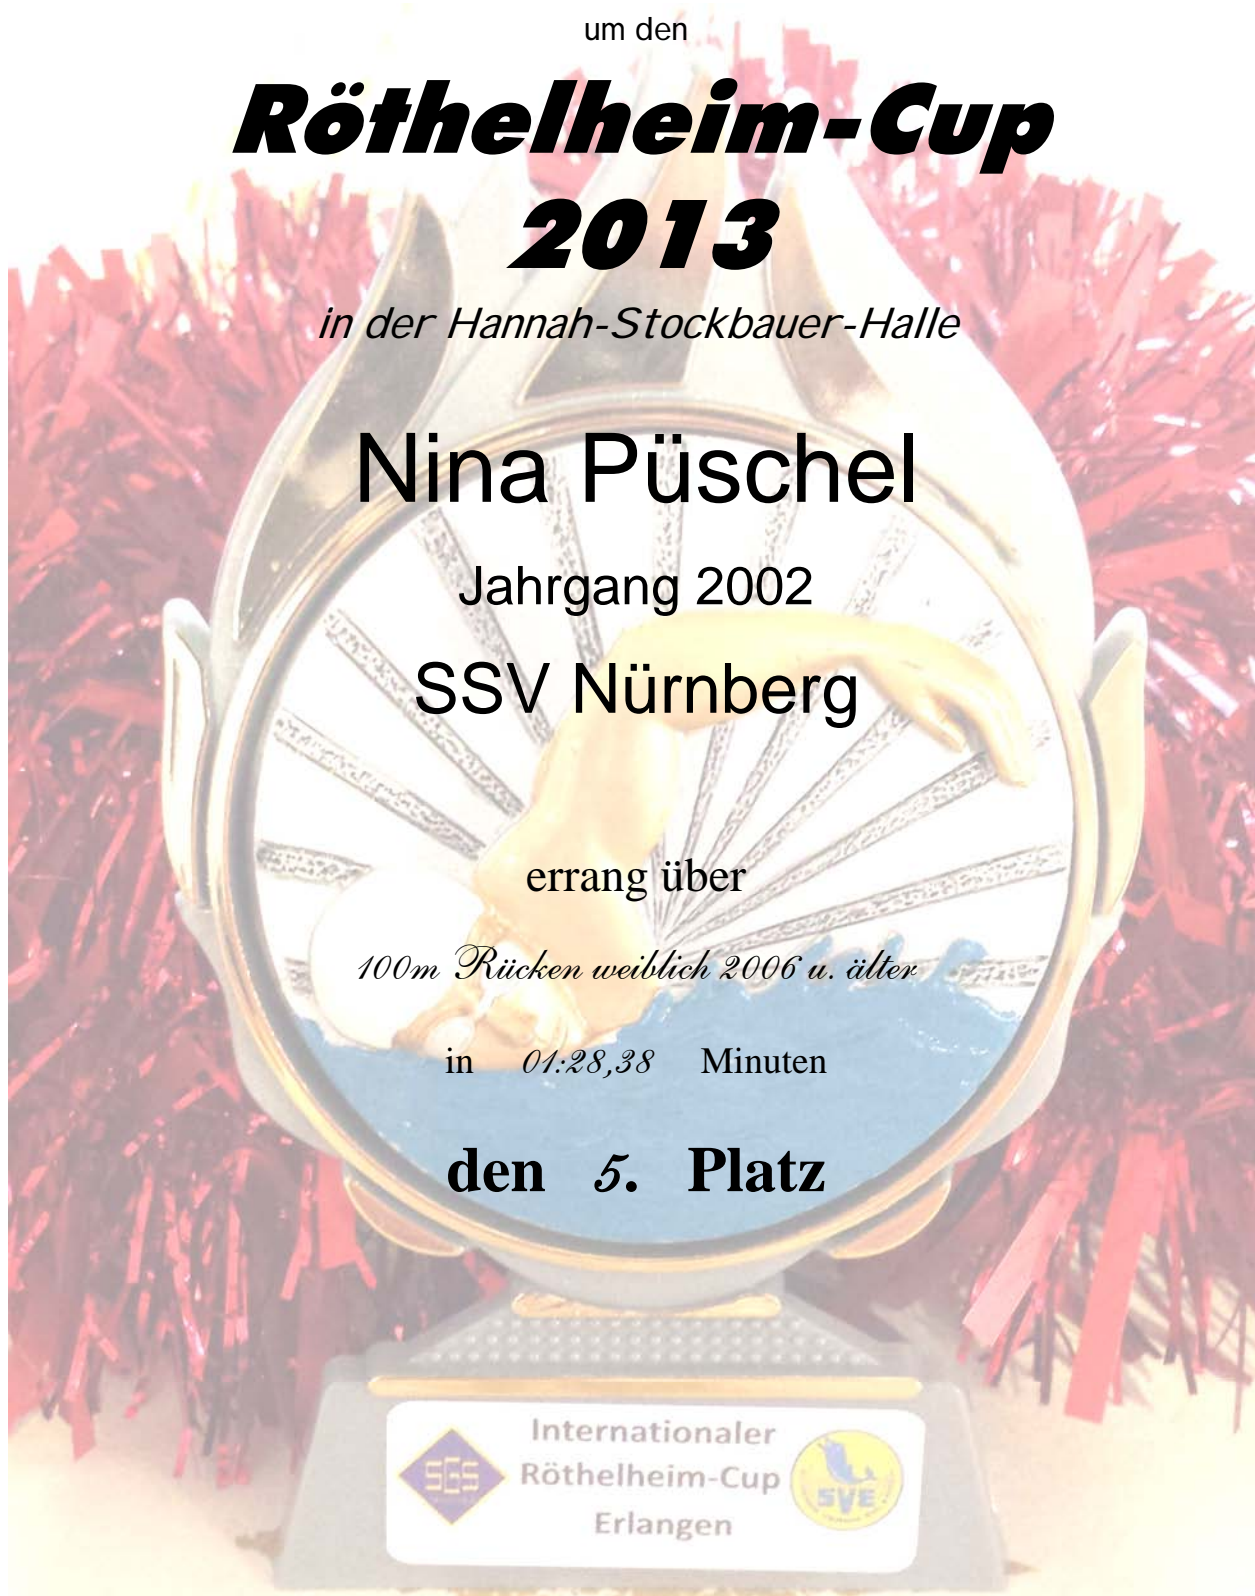 um den
Röthelheim-Cup
2013
in der Hannah-Stockbauer-Halle
Nina Püschel
Jahrgang 2002
SSV Nürnberg
errang über
100m Rücken weiblich 2006 u. älter
in 01:28,38 Minuten
den 5. Platz
Internationaler
Röthelheim-Cup
Erlangen
SGS
SVE